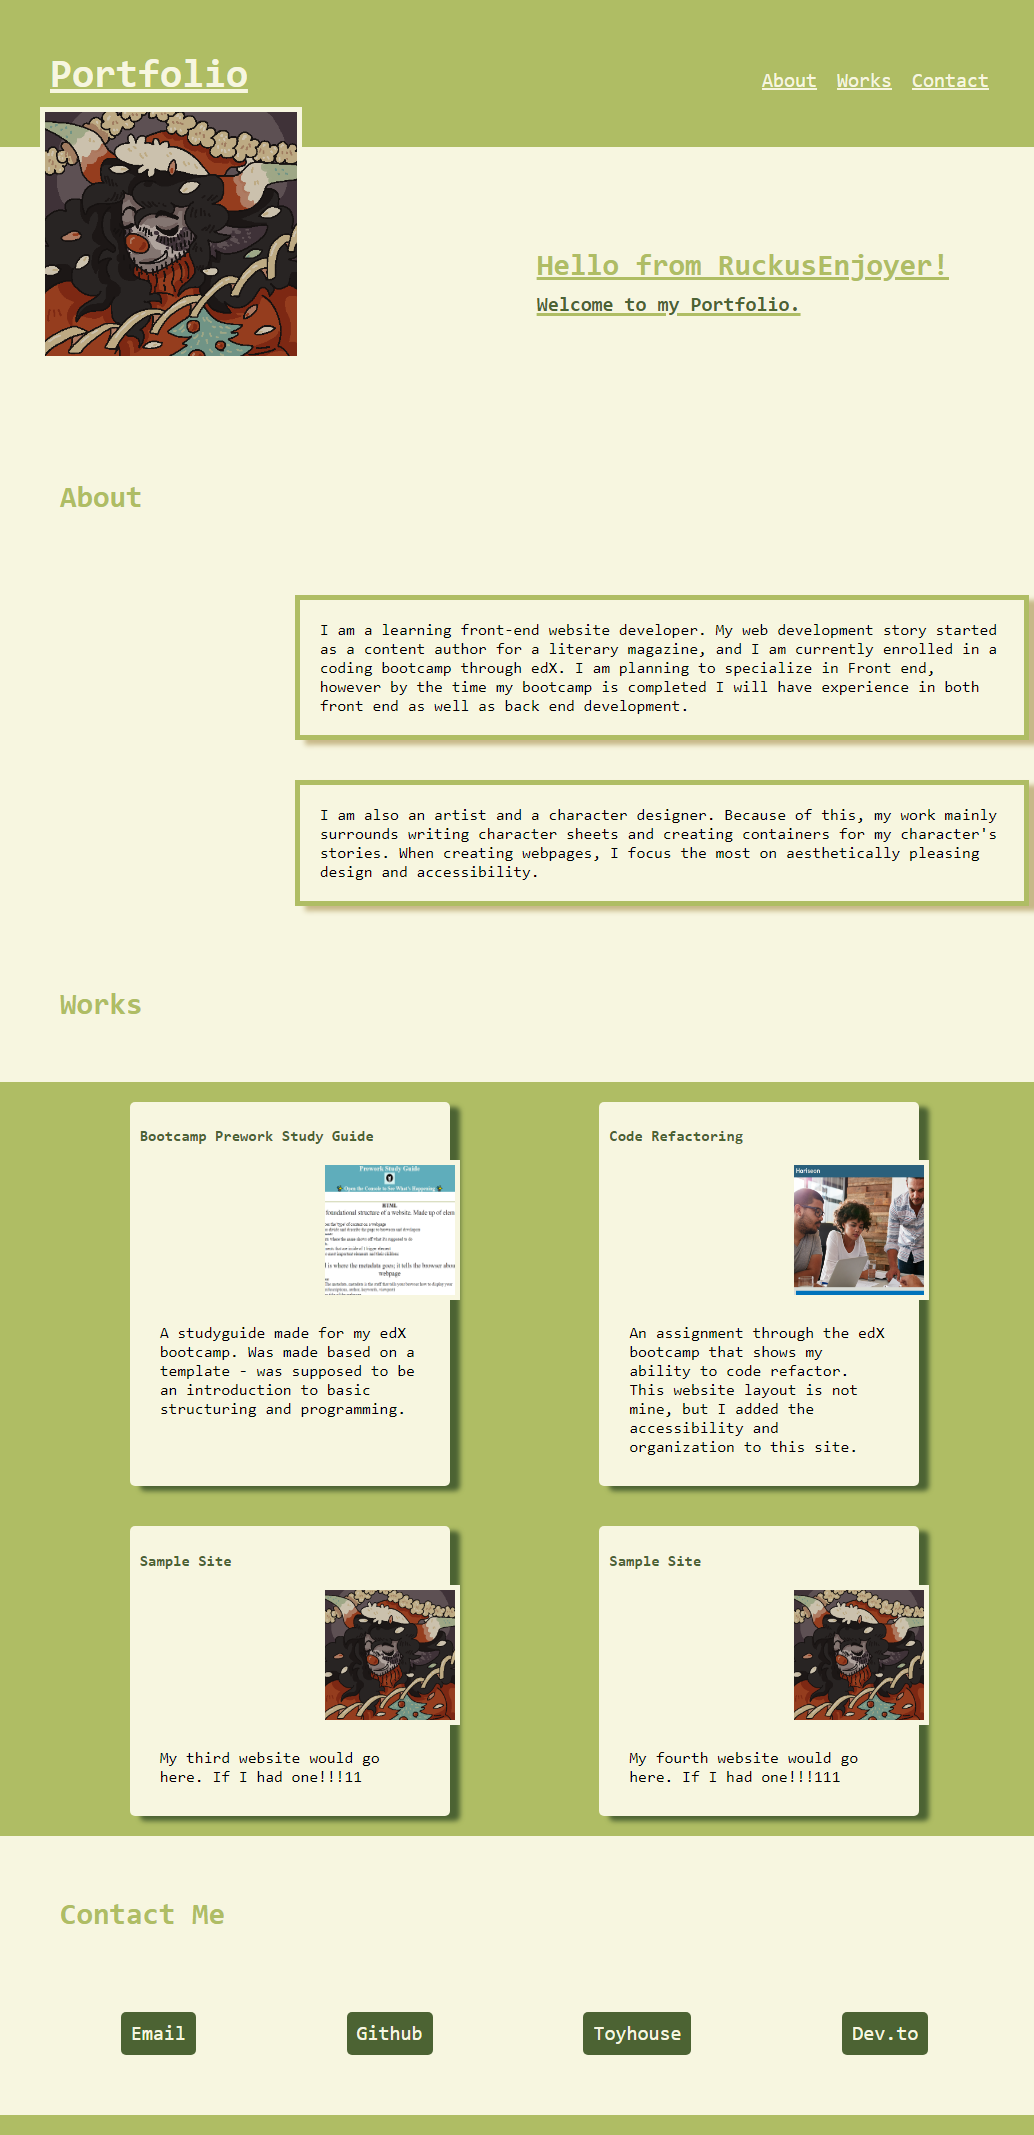 Portfolio
About Works Contact
Hello from RuckusEnjoyer!
Welcome to my Portfolio.
About
I am a learning front-end website developer. My web development story started
as a content author for a literary magazine, and I am currently enrolled in a
coding bootcamp through edX. I am planning to specialize in Front end,
however by the time my bootcamp is completed I will have experience in both
front end as well as back end development.
I am also an artist and a character designer. Because of this, my work mainly
surrounds writing character sheets and creating containers for my character's
stories. When creating webpages, I focus the most on aesthetically pleasing
design and accessibility.
Works
Bootcamp Prework Study Guide
Prework Study Guide
Open the Console to See What's Happening
HTML
foundational structure of a website. Made up of elem
is where the metadata goes; it tells the browser abou
webpage
A studyguide made for my edX
bootcamp. Was made based on a
template - was supposed to be
an introduction to basic
structuring and programming.
Code Refactoring
Horiseon
An assignment through the edX
bootcamp that shows my
ability to code refactor.
This website layout is not
mine, but I added the
accessibility and
organization to this site.
Sample Site
My third website would go
here. If I had one!!!11
Sample Site
My fourth website would go
here. If I had one!!!111
Contact Me
Email
Github
Toyhouse
Dev.to